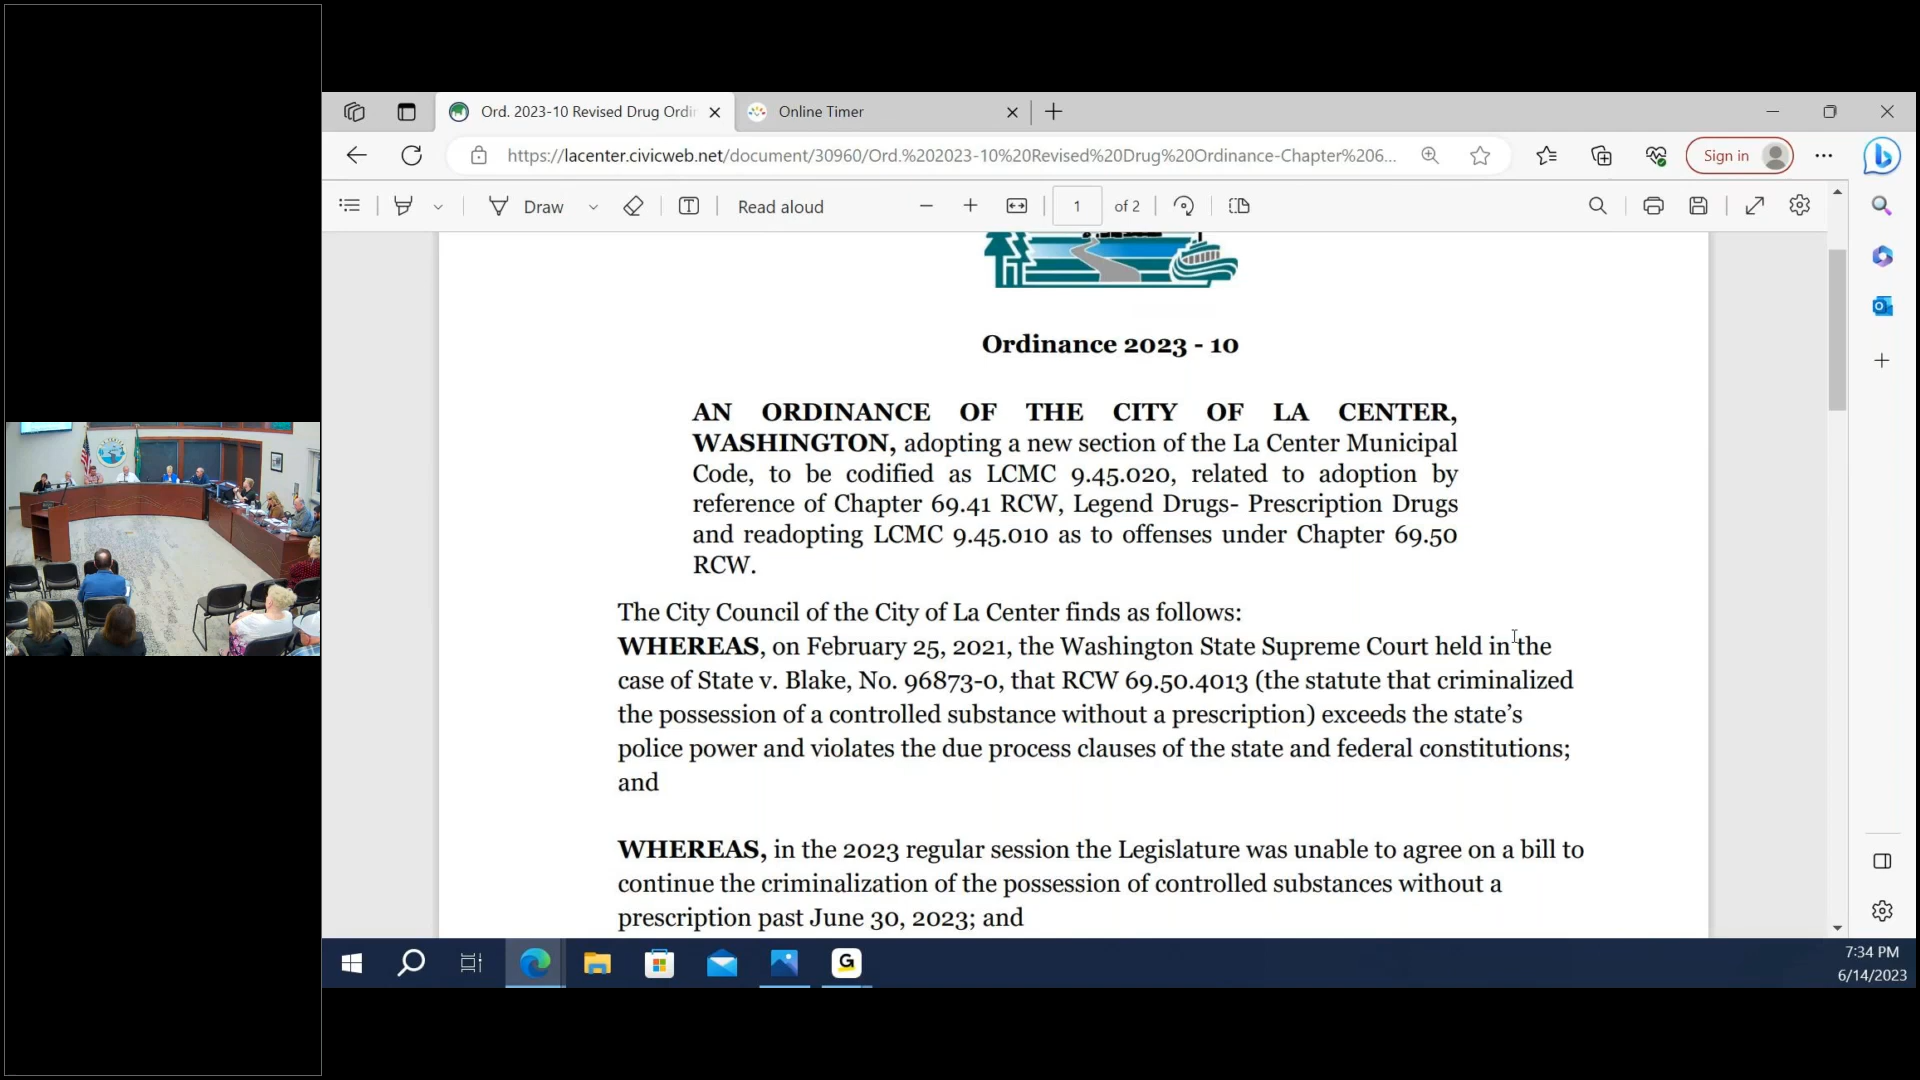 Ord. 2023-10 Revised Drug Ordi
Online Timer
https://lacenter.civicweb.net/document/30960/Ord.%202023-10%20Revised%20Drug%20Ordinance-Chapter%206...
Sign in
Draw
Read aloud
1
of 2
Ordinance 2023 - 10
AN ORDINANCE OF THE CITY OF LA CENTER,
WASHINGTON, adopting a new section of the La Center Municipal
Code, to be codified as LCMC 9.45.020, related to adoption by
reference of Chapter 69.41 RCW, Legend Drugs- Prescription Drugs
and readopting LCMC 9.45.010 as to offenses under Chapter 69.50
RCW.
The City Council of the City of La Center finds as follows:
WHEREAS, on February 25, 2021, the Washington State Supreme Court held in the
case of State v. Blake, No. 96873-0, that RCW 69.50.4013 (the statute that criminalized
the possession of a controlled substance without a prescription) exceeds the state's
police power and violates the due process clauses of the state and federal constitutions;
and
WHEREAS, in the 2023 regular session the Legislature was unable to agree on a bill to
continue the criminalization of the possession of controlled substances without a
prescription past June 30, 2023; and
7:34 PM
6/14/2023